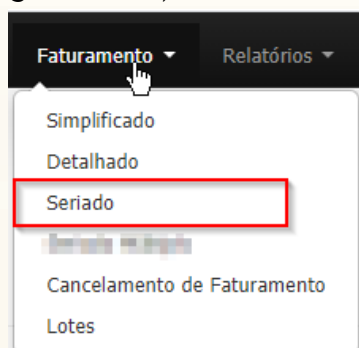 Faturamento Relatórios
Simplificado
Detalhado
Seriado
Cancelamento de Faturamento
Lotes